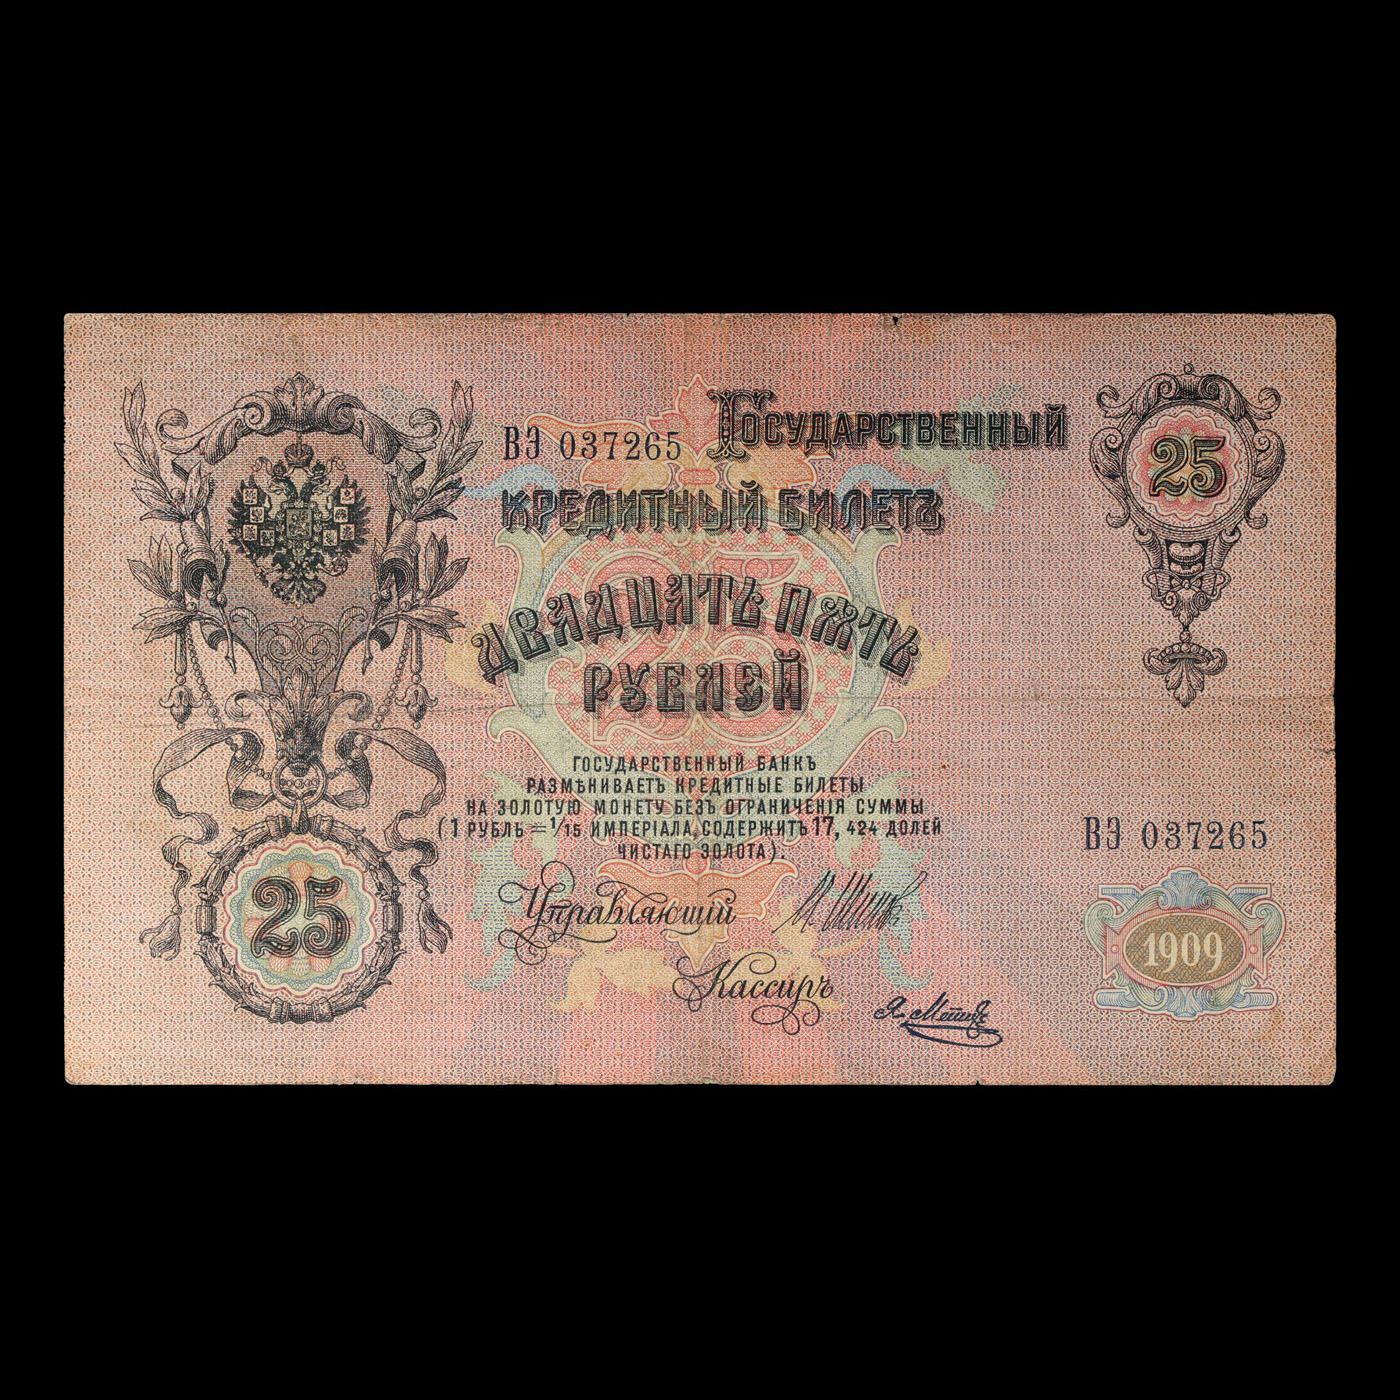 ВЭ 037265
Государственный
кредитный билетъ
двадцать пѧть
рублей
25
государственный банкъ
размѣниваетъ кредитные билеты
на золотую монету безъ ограниченія суммы
(1 рубль = 1/15 имперіала, содержитъ 17, 424 долей
чистаго золота).
ВЭ 037265
25
Управляющій
Кассиръ
1909